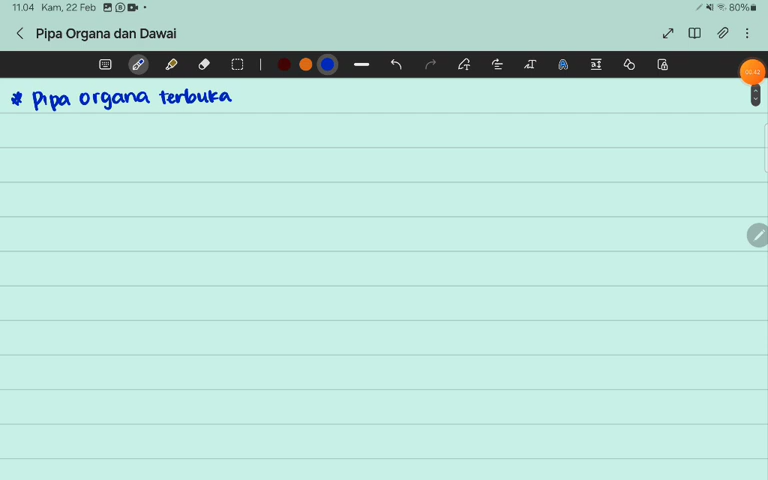 11.04 Kam, 22 Feb
80%
Pipa Organa dan Dawai
* Pipa organa terbuka